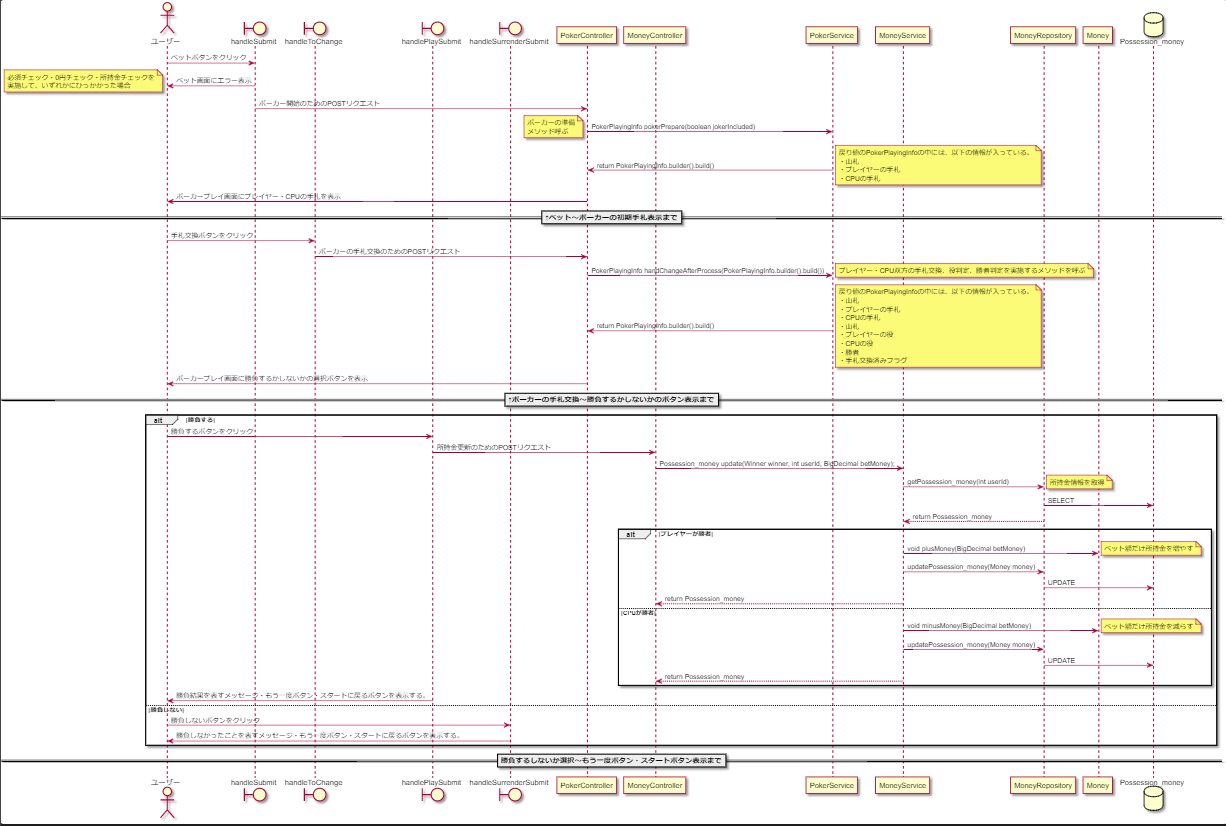 ユーザー
handleSubmit
handleToChange
handlePlaySubmit
handleSurrenderSubmit
PokerController
MoneyController
PokerService
MoneyService
MoneyRepository
Money
Possession_money
ベットボタンをクリック
必須チェック・0円チェック・所持金チェックを
実施して、いずれかにひっかかった場合
ベット画面にエラー表示
ポーカー開始のためのPOSTリクエスト
ポーカーの準備
メソッド呼ぶ
PokerPlayingInfo pokerPrepare(boolean jokerIncluded)
戻り値のPokerPlayingInfoの中には、以下の情報が入っている。
・山札
・プレイヤーの手札
・CPUの手札
return PokerPlayingInfo.builder().build()
ポーカープレイ画面にプレイヤー・CPUの手札を表示
↑ベット～ポーカーの初期手札表示まで
手札交換ボタンをクリック
ポーカーの手札交換のためのPOSTリクエスト
PokerPlayingInfo handChangeAfterProcess(PokerPlayingInfo.builder().build())
プレイヤー・CPU双方の手札交換、役判定、勝者判定を実施するメソッドを呼ぶ
戻り値のPokerPlayingInfoの中には、以下の情報が入っている。
・山札
・プレイヤーの手札
・CPUの手札
・山札
・プレイヤーの役
・CPUの役
・勝者
・手札交換済みフラグ
return PokerPlayingInfo.builder().build()
ポーカープレイ画面に勝負するかしないかの選択ボタンを表示
↑ポーカーの手札交換～勝負するかしないかのボタン表示まで
alt [勝負する]
勝負するボタンをクリック
所持金更新のためのPOSTリクエスト
Possession_money update(Winner winner, int userId, BigDecimal betMoney);
getPossession_money(int userId)
所持金情報を取得
SELECT
return Possession_money
alt [プレイヤーが勝者]
void plusMoney(BigDecimal betMoney)
ベット額だけ所持金を増やす
updatePossession_money(Money money)
UPDATE
return Possession_money
[CPUが勝者]
void minusMoney(BigDecimal betMoney)
ベット額だけ所持金を減らす
updatePossession_money(Money money)
UPDATE
return Possession_money
勝負結果を表すメッセージ・もう一度ボタン・スタートに戻るボタンを表示する。
[勝負しない]
勝負しないボタンをクリック
勝負しなかったことを表すメッセージ・もう一度ボタン・スタートに戻るボタンを表示する。
勝負するしないか選択～もう一度ボタン・スタートボタン表示まで
ユーザー
handleSubmit
handleToChange
handlePlaySubmit
handleSurrenderSubmit
PokerController
MoneyController
PokerService
MoneyService
MoneyRepository
Money
Possession_money